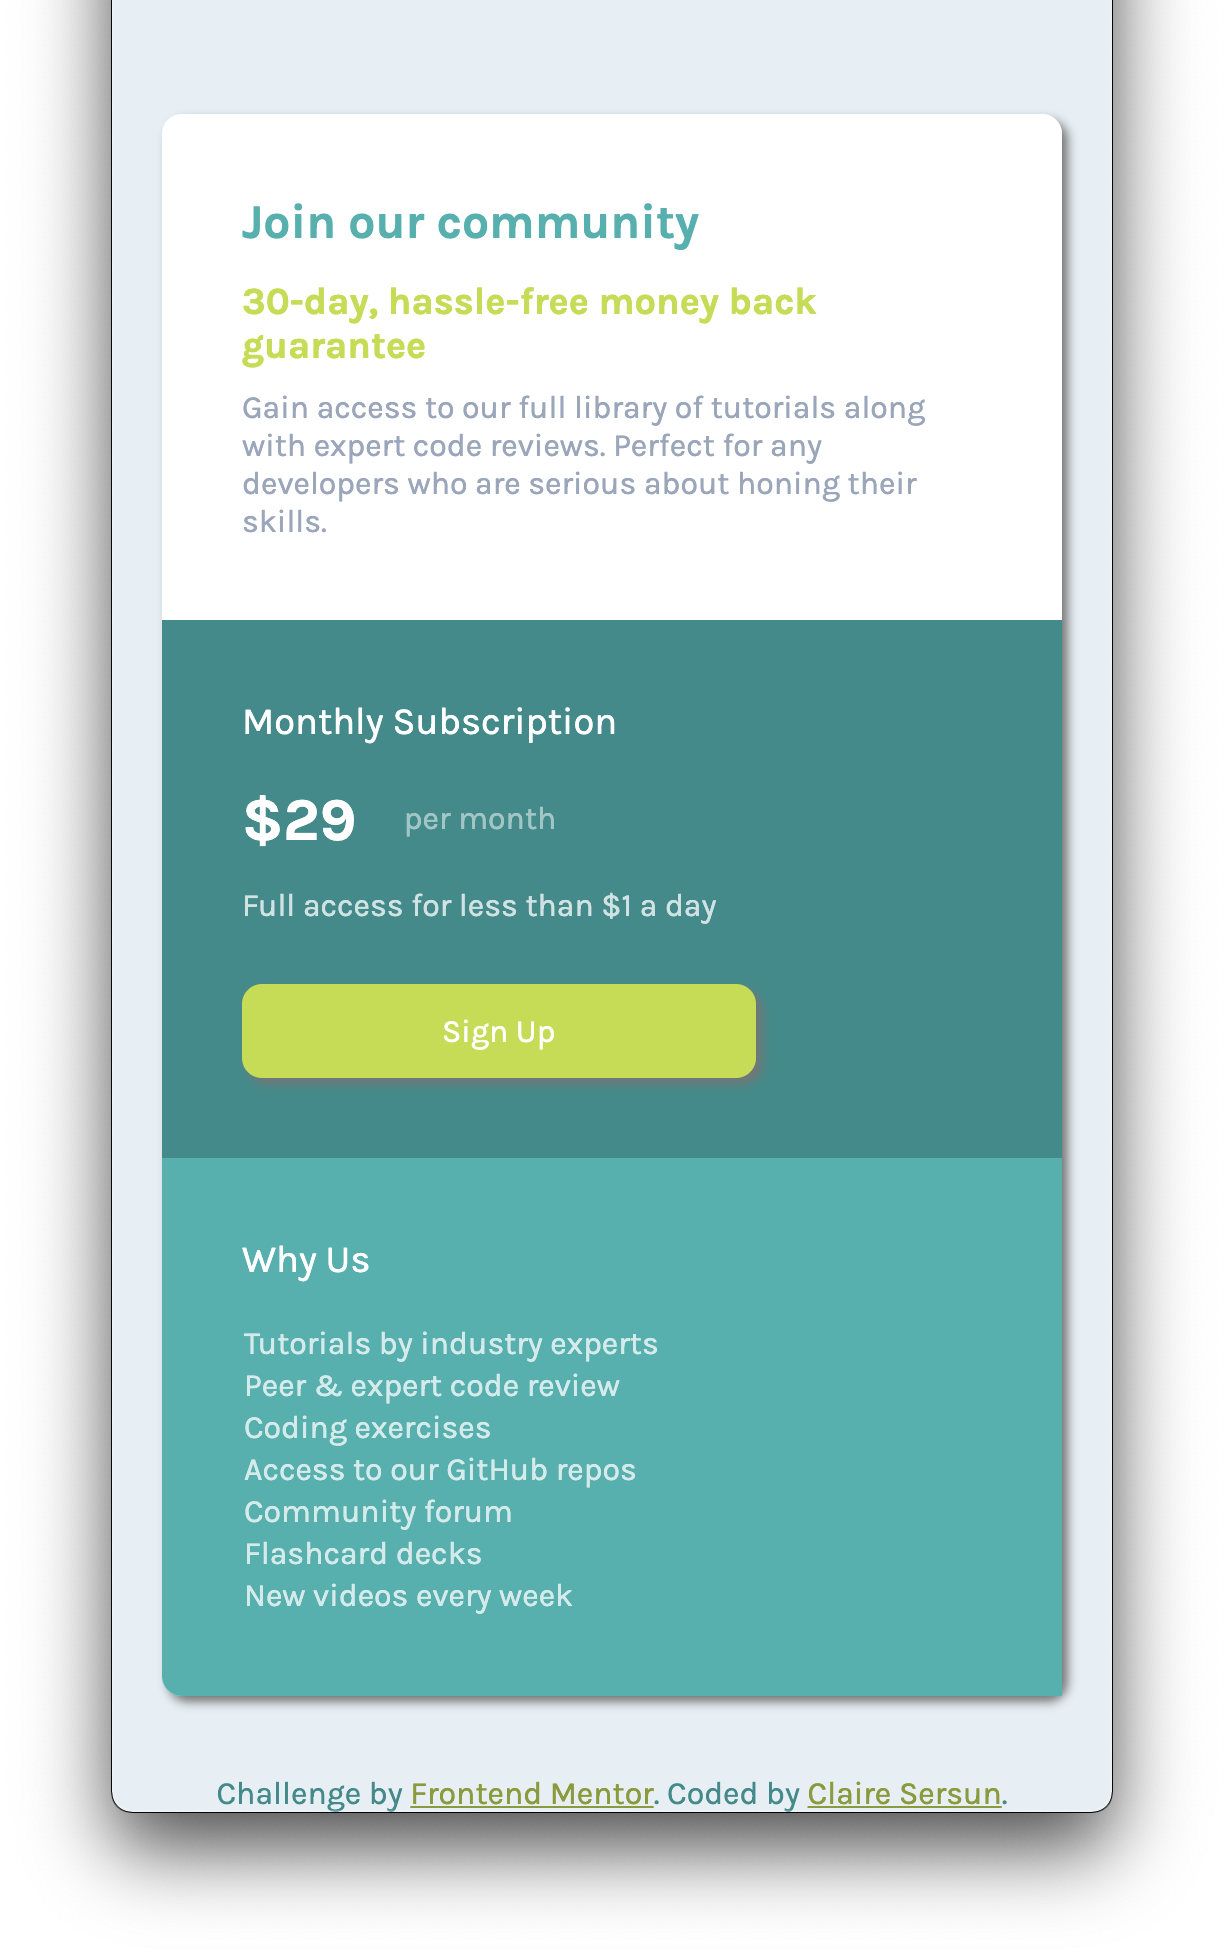 Join our community
30-day, hassle-free money back
guarantee
Gain access to our full library of tutorials along
with expert code reviews. Perfect for any
developers who are serious about honing their
skills.
Monthly Subscription
$29 per month
Full access for less than $1 a day
Sign Up
Why Us
Tutorials by industry experts
Peer & expert code review
Coding exercises
Access to our GitHub repos
Community forum
Flashcard decks
New videos every week
Challenge by Frontend Mentor. Coded by Claire Sersun.